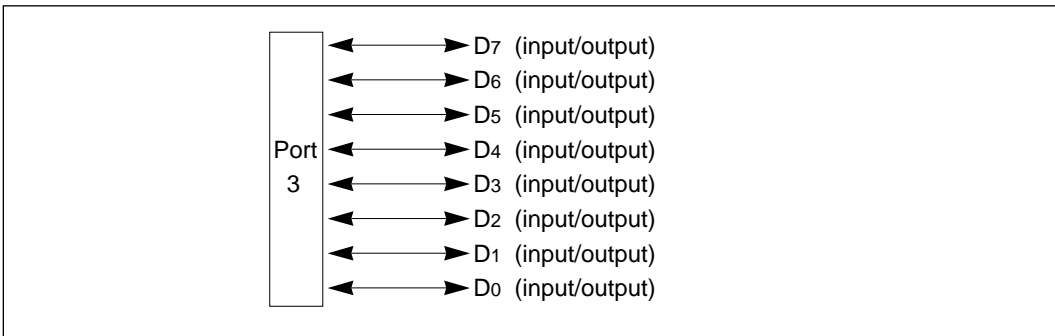 D7 (input/output)
D6 (input/output)
D5 (input/output)
Port
3
D4 (input/output)
D3 (input/output)
D2 (input/output)
D1 (input/output)
D0 (input/output)